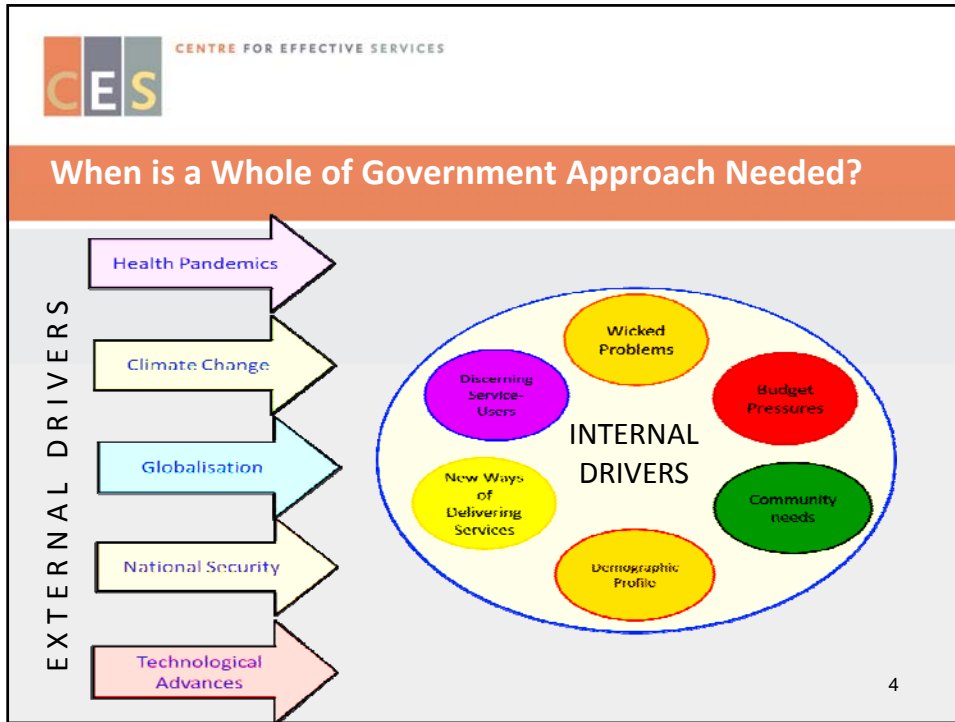 CENTRE FOR EFFECTIVE SERVICES
CES
When is a Whole of Government Approach Needed?
EXTERNAL DRIVERS
Health Pandemics
Climate Change
Globalisation
National Security
Technological
Advances
Wicked
Problems
Discerning
Service-
Users
Budget
Pressures
INTERNAL
DRIVERS
New Ways
of
Delivering
Services
Community
needs
Demographic
Profile
4